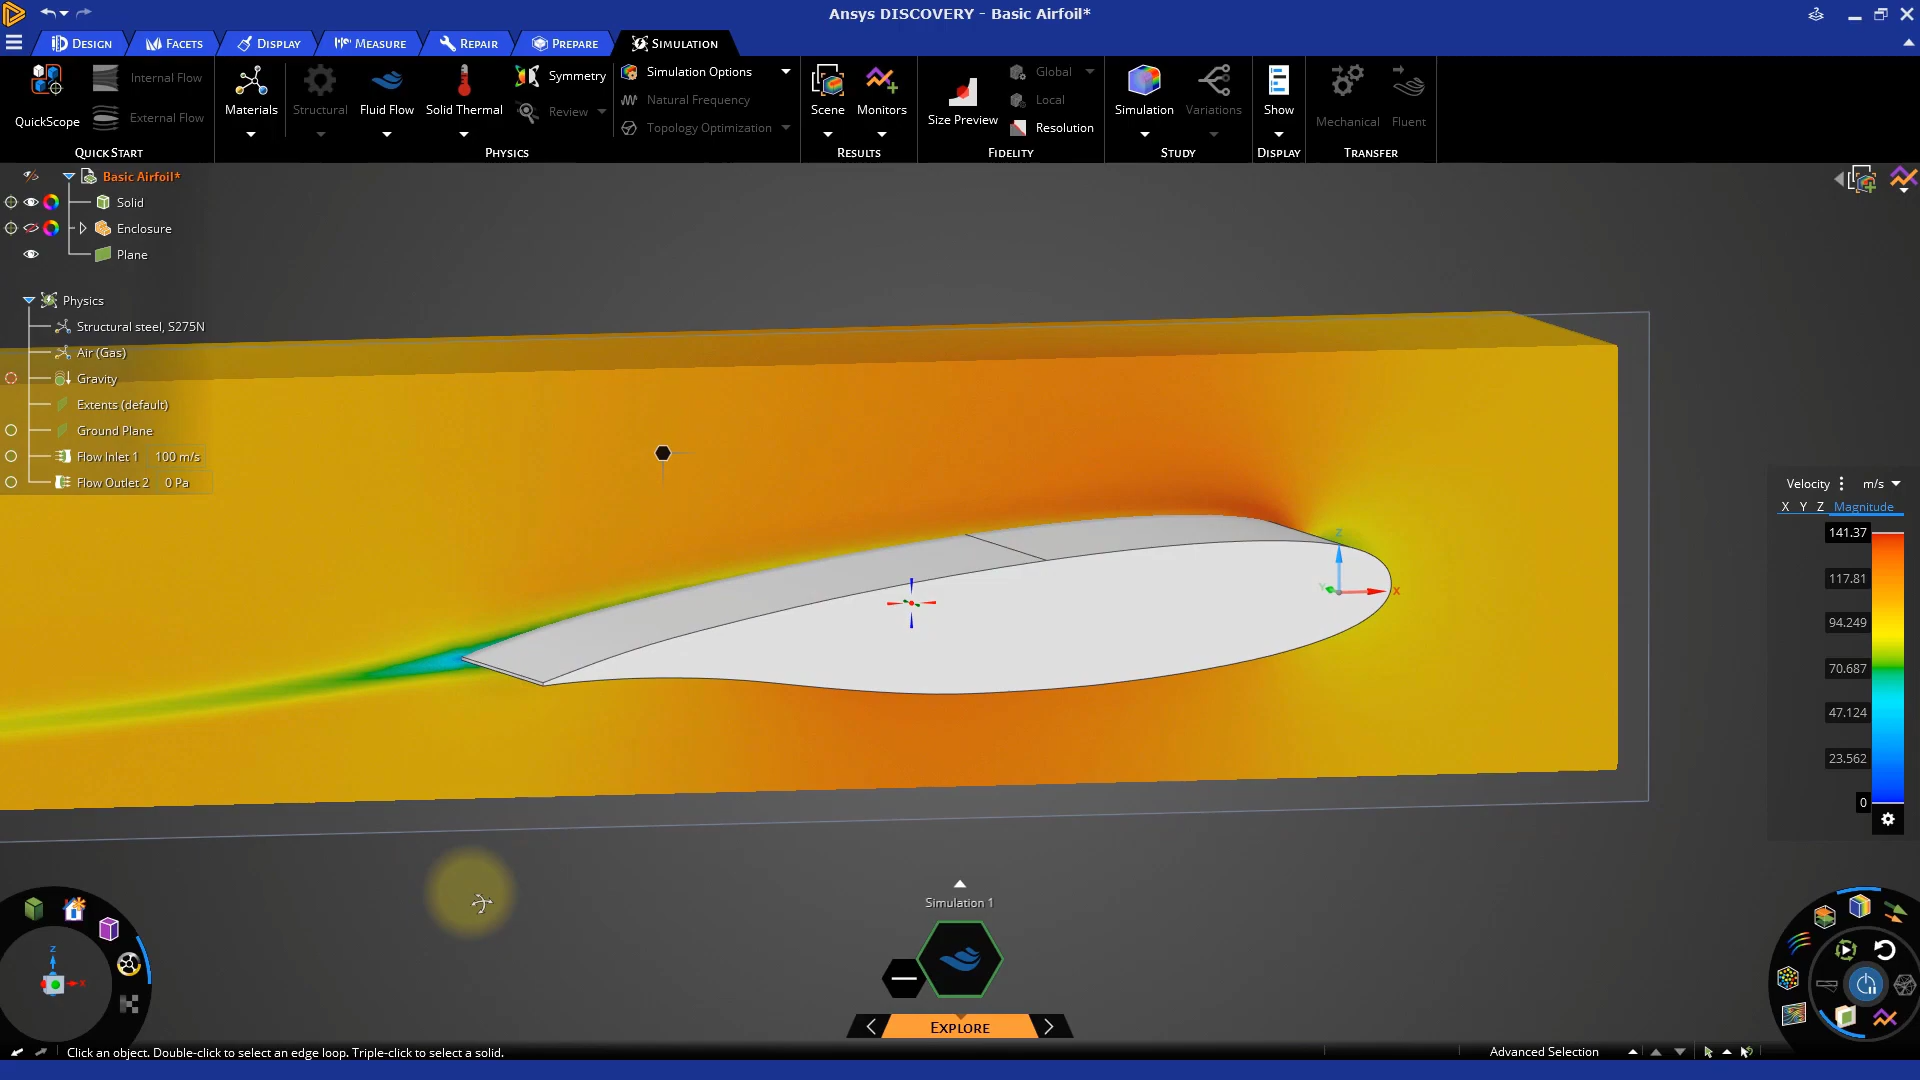 Ansys DISCOVERY - Basic Airfoil*
DESIGN
FACETS
DISPLAY
MEASURE
REPAIR
PREPARE
SIMULATION
QuickScope
Internal Flow
External Flow
QUICK START
Materials
Structural
Fluid Flow
Solid Thermal
Symmetry
Review
Simulation Options
Natural Frequency
Topology Optimization
PHYSICS
Scene
Monitors
RESULTS
Size Preview
Global
Local
Resolution
FIDELITY
Simulation
Variations
STUDY
Show
DISPLAY
Mechanical
Fluent
TRANSFER
Basic Airfoil*
Solid
Enclosure
Plane
Physics
Structural steel, S275N
Air (Gas)
Gravity
Extents (default)
Ground Plane
Flow Inlet 1 100 m/s
Flow Outlet 2 0 Pa
Z
Y
X
Velocity m/s
X Y Z Magnitude
141.37
117.81
94.249
70.687
47.124
23.562
0
Z
X
Simulation 1
EXPLORE
Click an object. Double-click to select an edge loop. Triple-click to select a solid.
Advanced Selection